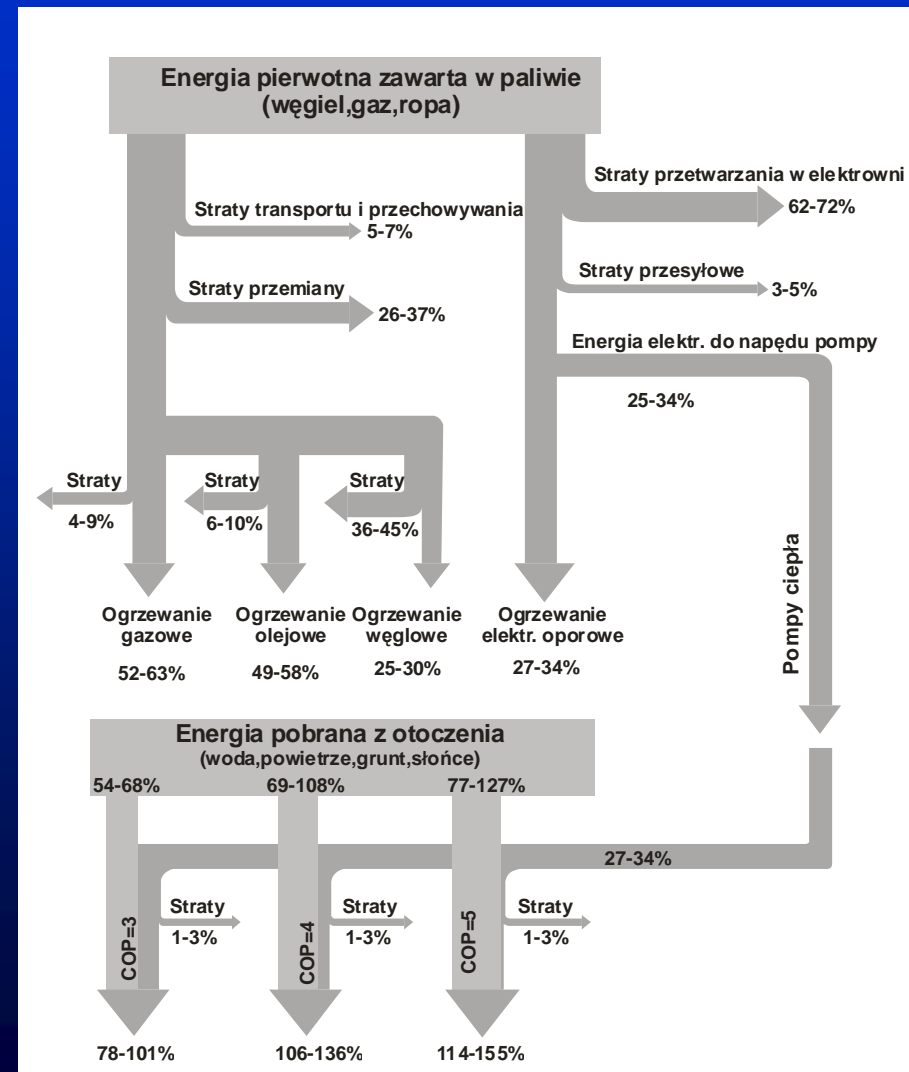 Energia pierwotna zawarta w paliwie
(węgiel,gaz,ropa)
Straty przetwarzania w elektrowni
62-72%
Straty transportu i przechowywania
5-7%
Straty przesyłowe
3-5%
Straty przemiany
26-37%
Energia elektr. do napędu pompy
25-34%
Straty
4-9%
Straty
6-10%
Straty
36-45%
Pompy ciepła
Ogrzewanie
gazowe
52-63%
Ogrzewanie
olejowe
49-58%
Ogrzewanie
węglowe
25-30%
Ogrzewanie
elektr. oporowe
27-34%
Energia pobrana z otoczenia
(woda,powietrze,grunt,słońce)
54-68%
69-108%
77-127%
27-34%
COP=3
Straty
1-3%
COP=4
Straty
1-3%
COP=5
Straty
1-3%
78-101%
106-136%
114-155%